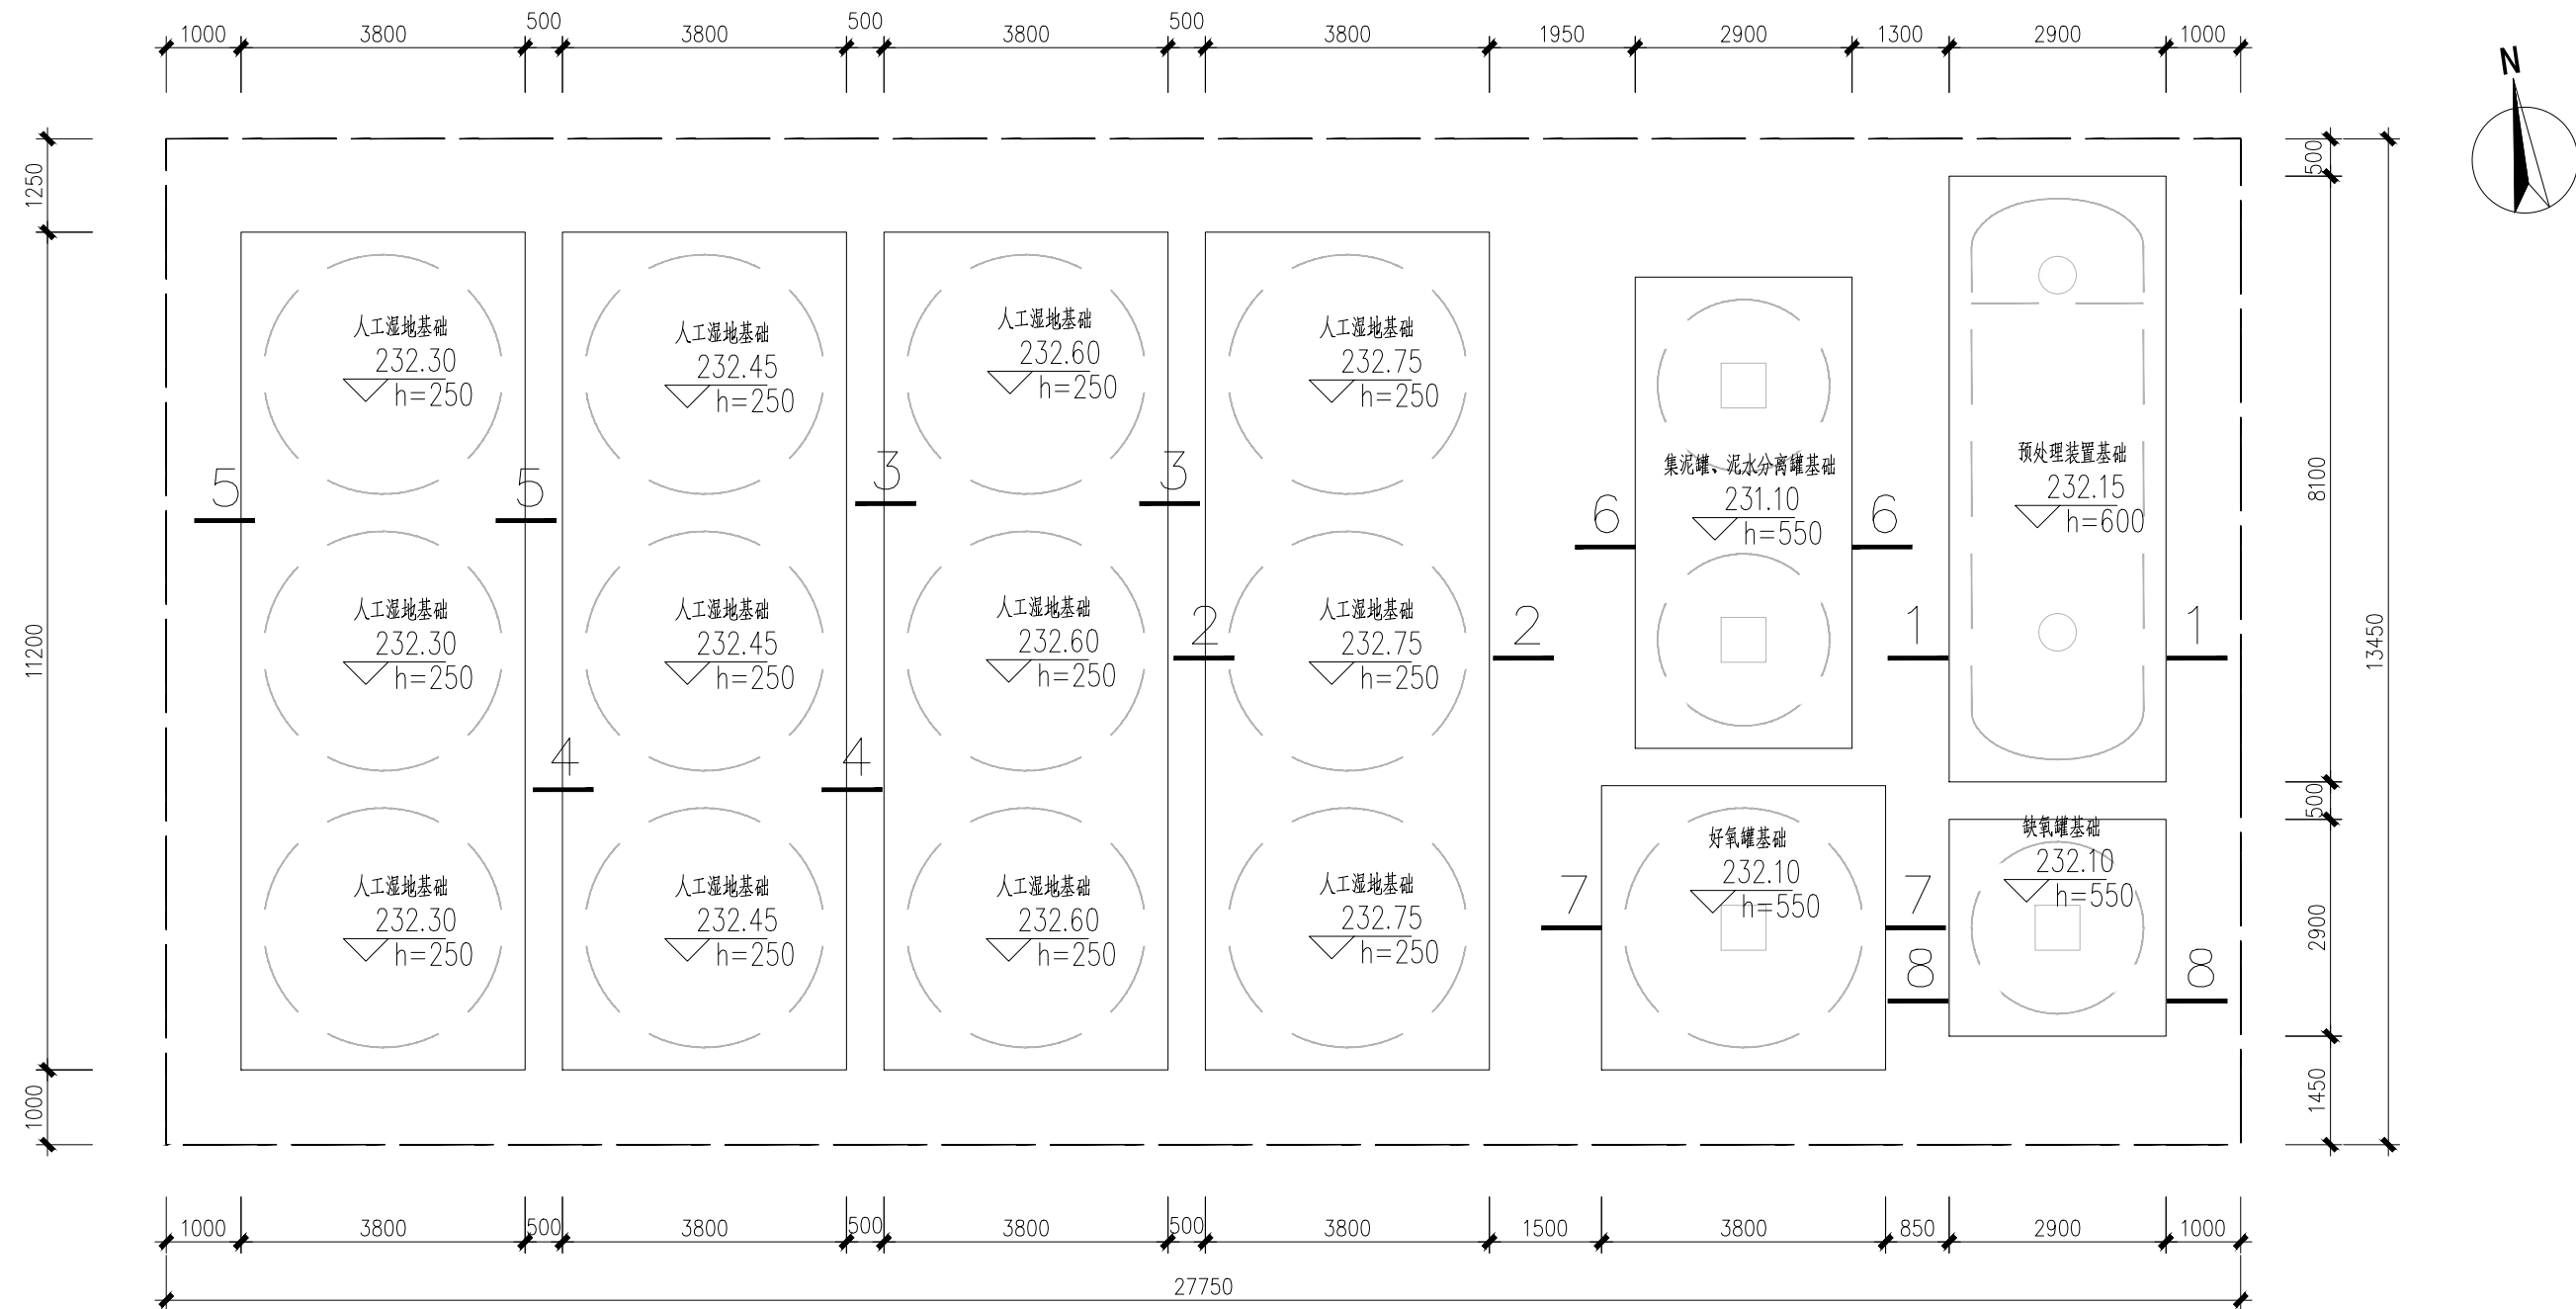 500 500 500
1000 3800 3800 3800 3800 1950 2900 1300 2900 1000
N
1250
11200
1000
500
8100
500
2900
1450
13450
人工湿地基础
232.30
h=250
人工湿地基础
232.45
h=250
人工湿地基础
232.60
h=250
人工湿地基础
232.75
h=250
5 5
3 3
集泥罐、泥水分离罐基础
231.10
h=550
6 6
预处理装置基础
232.15
h=600
人工湿地基础
232.30
h=250
人工湿地基础
232.45
h=250
人工湿地基础
232.60
h=250
人工湿地基础
232.75
h=250
2 2
1 1
4 4
人工湿地基础
232.30
h=250
人工湿地基础
232.45
h=250
人工湿地基础
232.60
h=250
人工湿地基础
232.75
h=250
好氧罐基础
232.10
h=550
7 7
缺氧罐基础
232.10
h=550
8 8
1000 3800 500 3800 500 3800 500 3800 1500 3800 850 2900 1000
27750